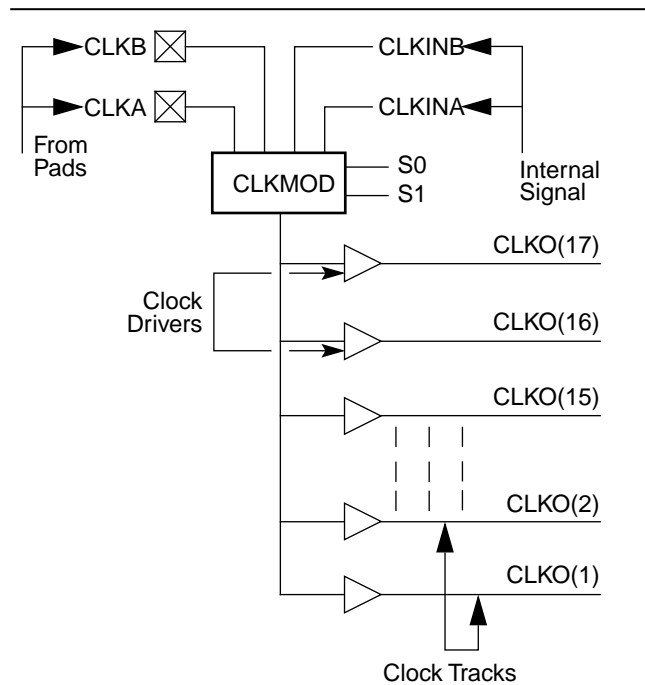 CLKB
CLKINB
CLKA
CLKINA
From
Pads
CLKMOD
S0
S1
Internal
Signal
CLKO(17)
Clock
Drivers
CLKO(16)
CLKO(15)
CLKO(2)
CLKO(1)
Clock Tracks